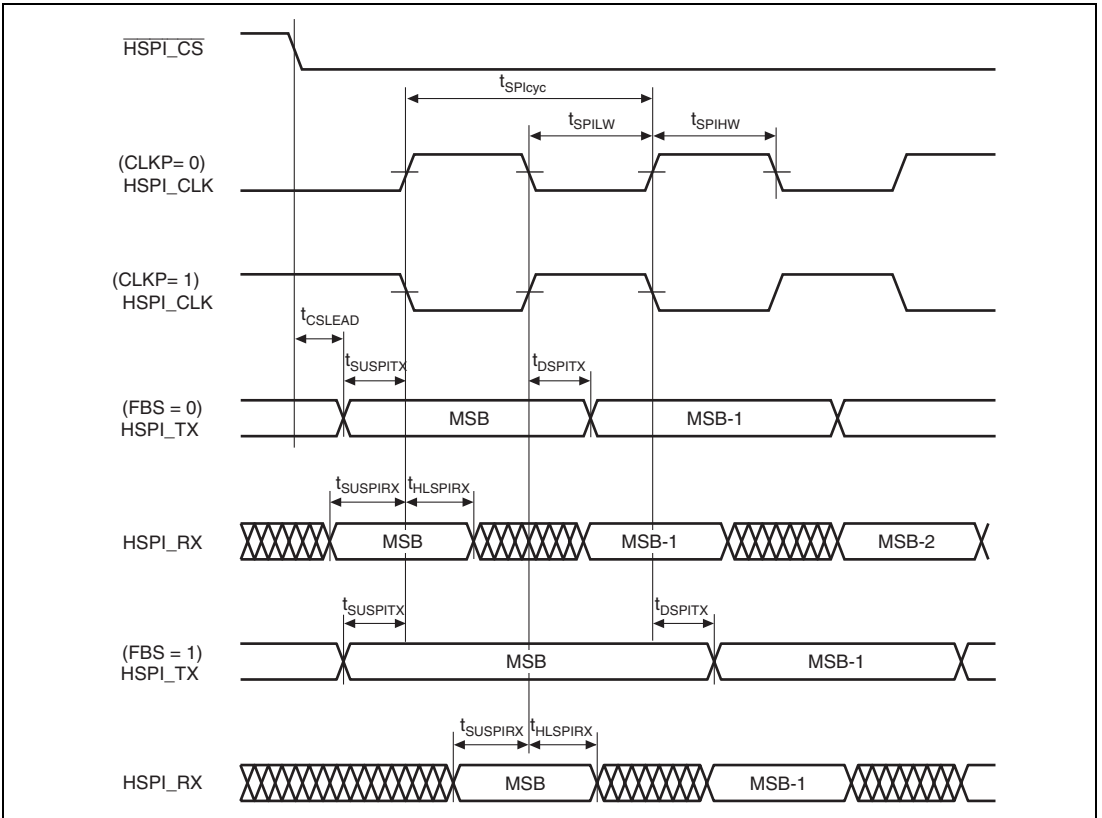 HSPI_CS
tSPIcyc
tSPILW
tSPIHW
(CLKP= 0)
HSPI_CLK
(CLKP= 1)
HSPI_CLK
tCSLEAD
tSUSPITX
tDSPITX
(FBS = 0)
HSPI_TX
MSB
MSB-1
tSUSPIRX
tHLSPIRX
HSPI_RX
MSB
MSB-1
MSB-2
tSUSPITX
tDSPITX
(FBS = 1)
HSPI_TX
MSB
MSB-1
tSUSPIRX
tHLSPIRX
HSPI_RX
MSB
MSB-1